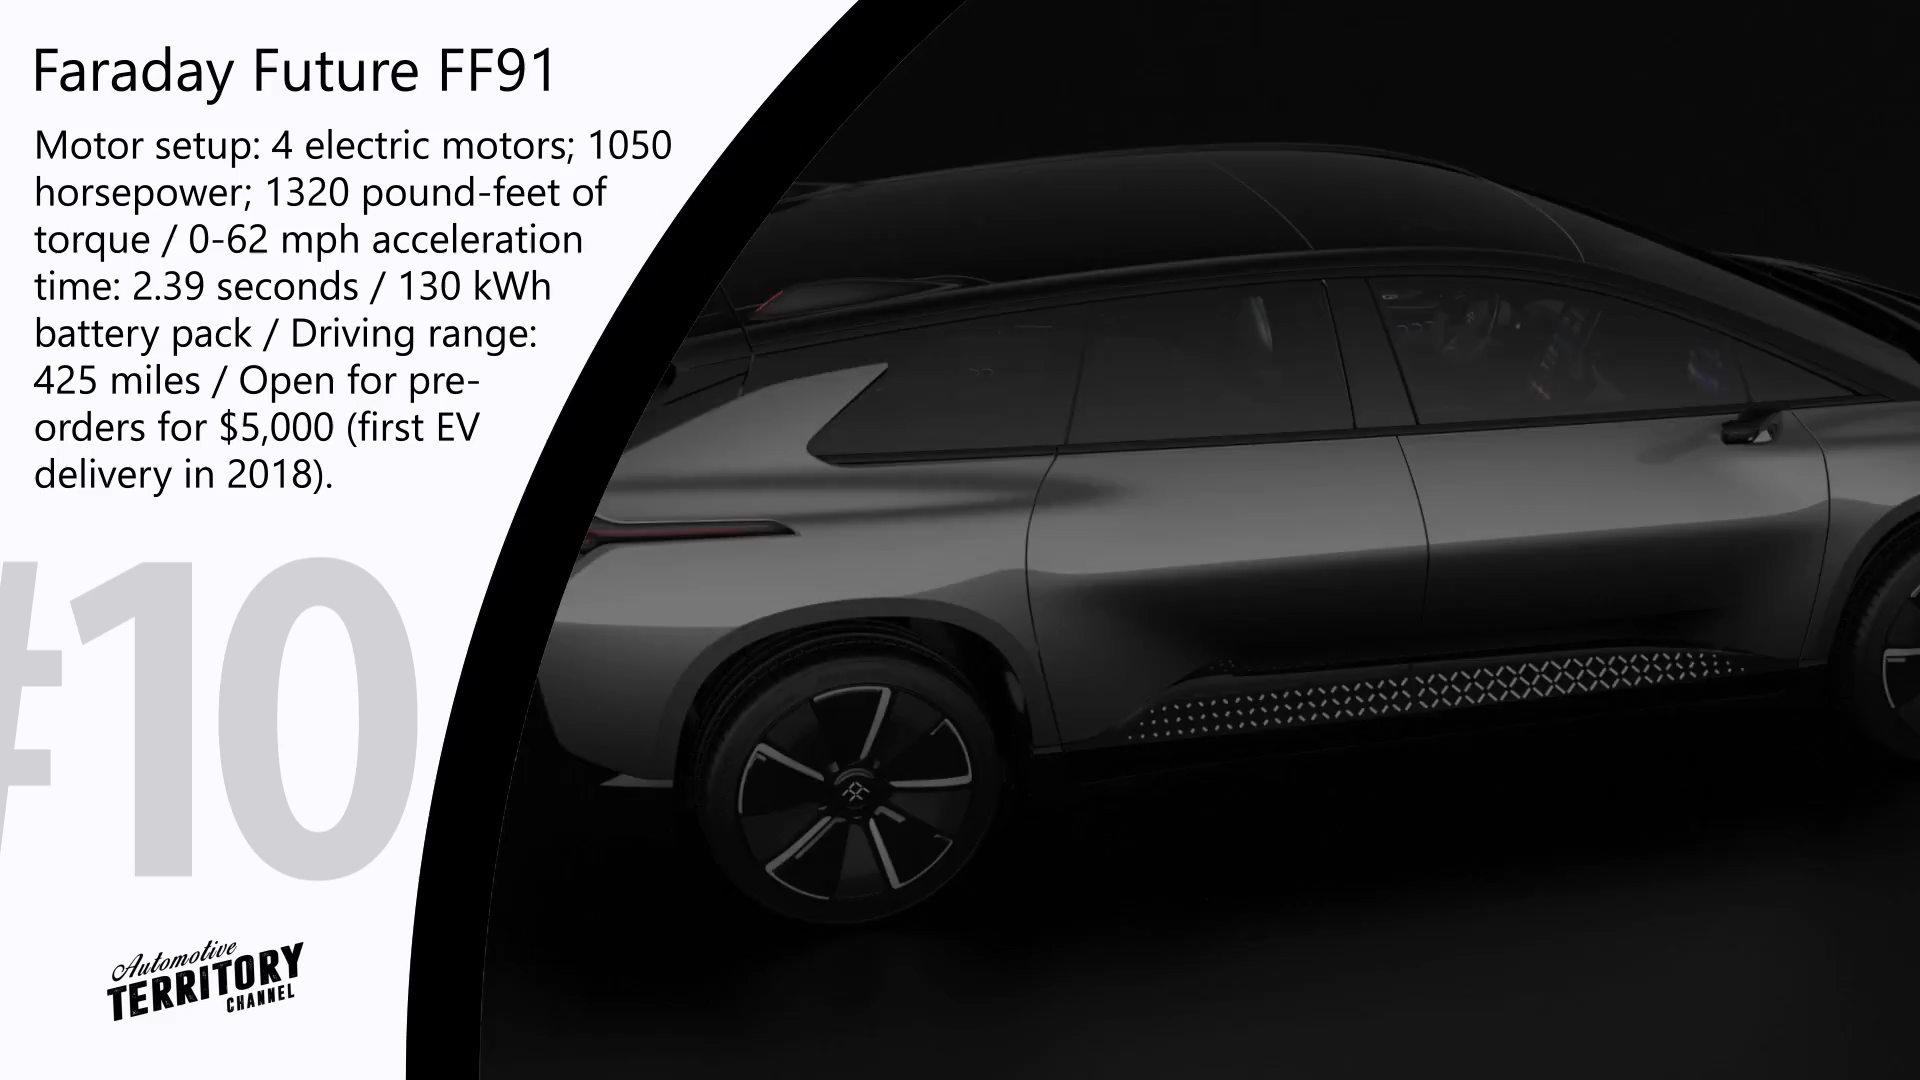 Faraday Future FF91
Motor setup: 4 electric motors; 1050
horsepower; 1320 pound-feet of
torque / 0-62 mph acceleration
time: 2.39 seconds / 130 kWh
battery pack / Driving range:
425 miles / Open for pre-
orders for $5,000 (first EV
delivery in 2018).
#10
Automotive
TERRITORY
CHANNEL